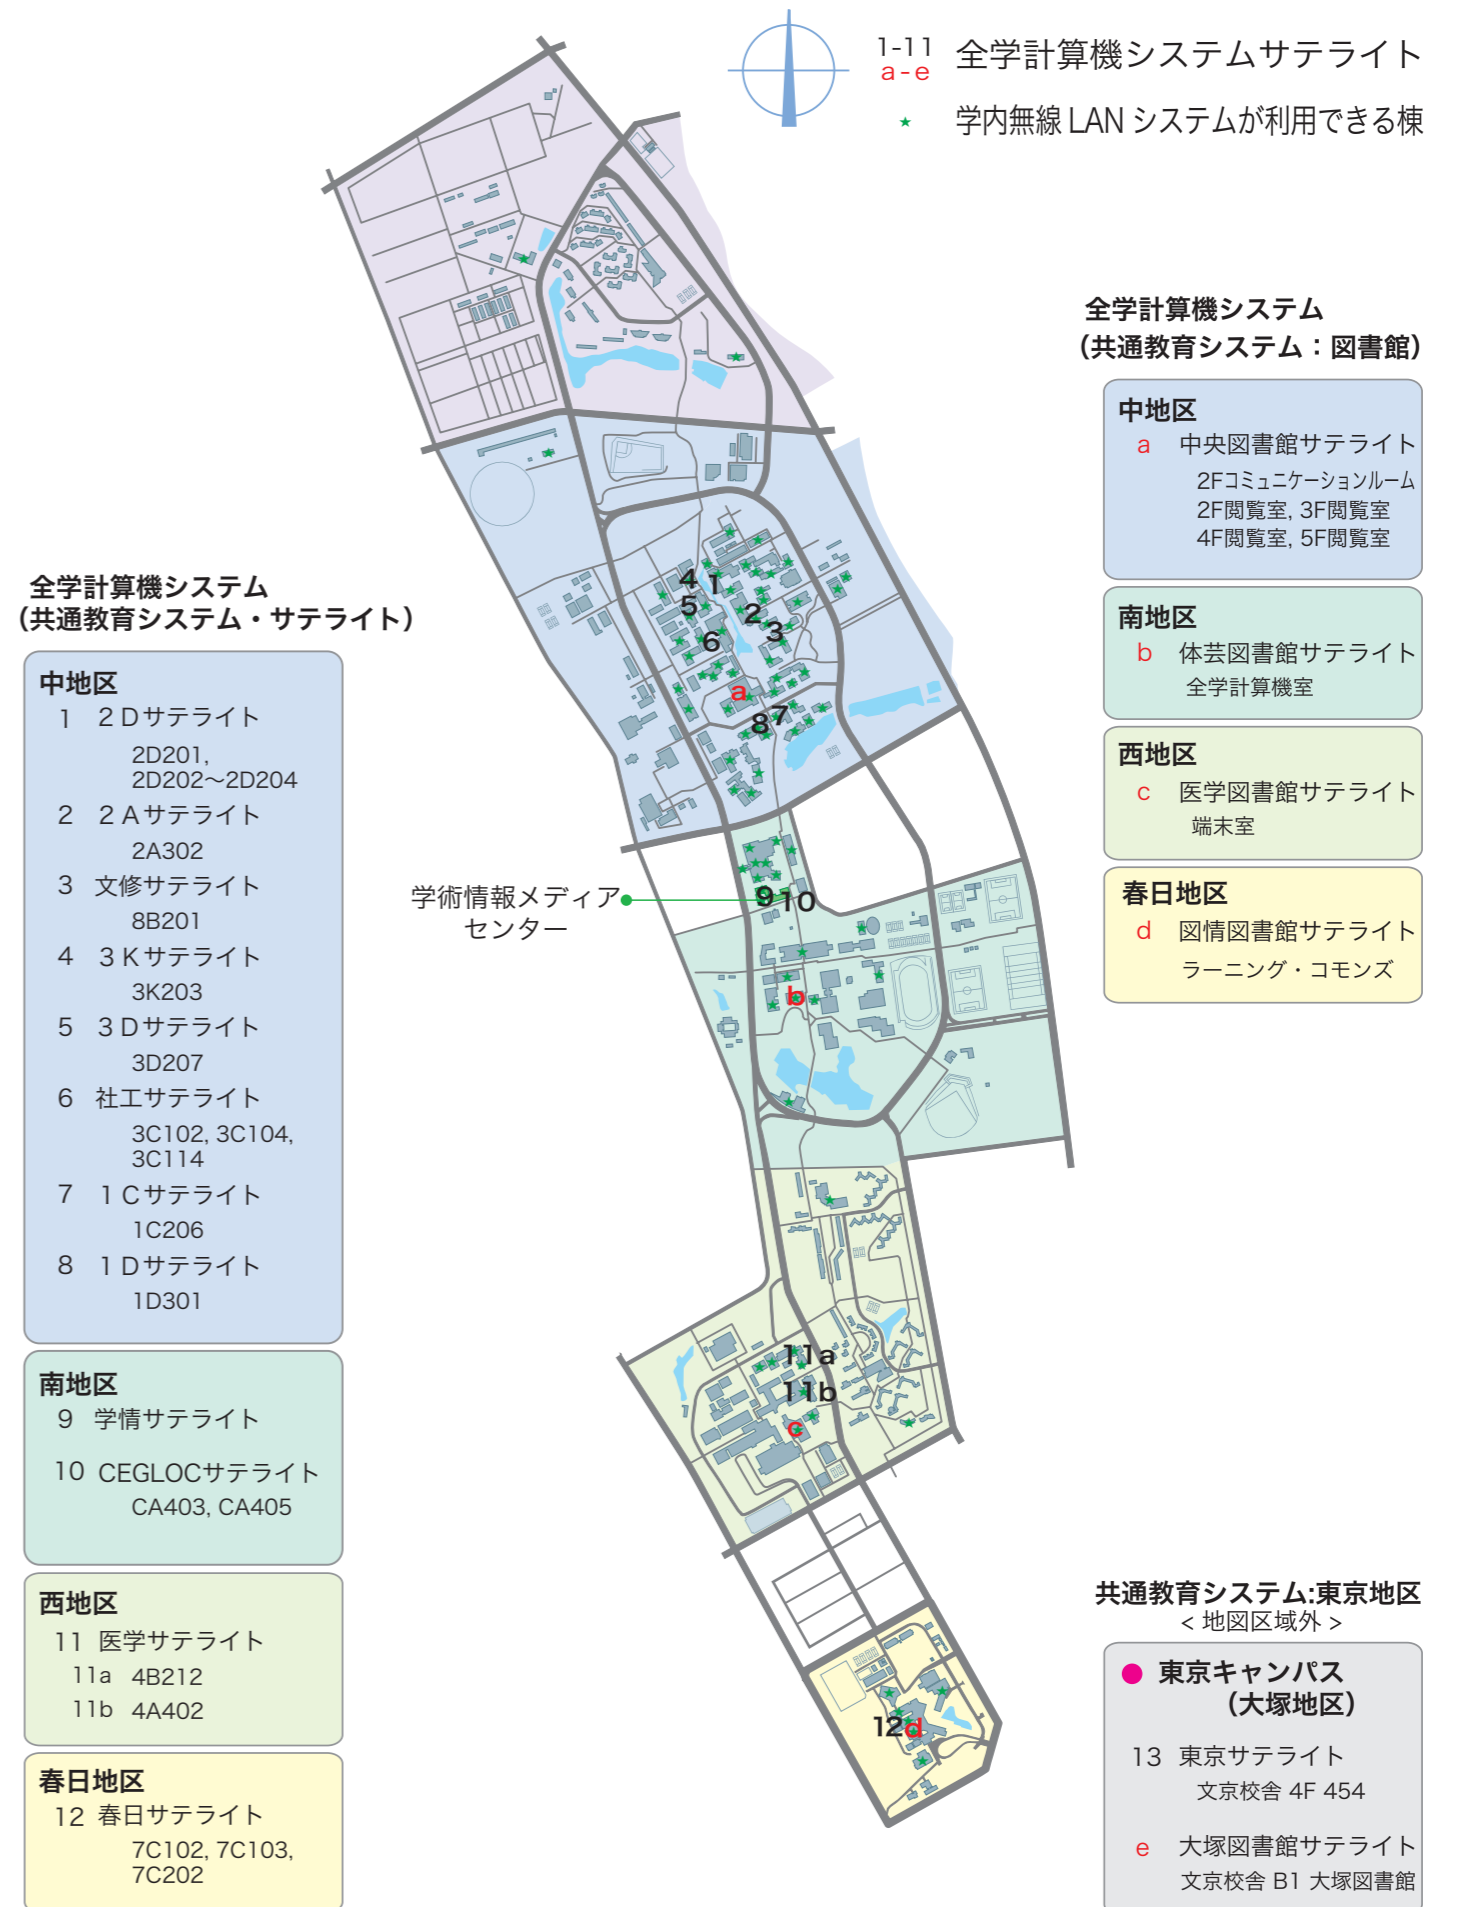 1-11 全学計算機システムサテライト
a-e
★ 学内無線 LAN システムが利用できる棟
全学計算機システム
（共通教育システム：図書館）
中地区
a 中央図書館サテライト
2Fコミュニケーションルーム
2F閲覧室, 3F閲覧室
4F閲覧室, 5F閲覧室
南地区
b 体芸図書館サテライト
全学計算機室
西地区
c 医学図書館サテライト
端末室
春日地区
d 図情図書館サテライト
ラーニング・コモンズ
全学計算機システム
（共通教育システム・サテライト）
中地区
1 2Dサテライト
2D201,
2D202～2D204
2 2Aサテライト
2A302
3 文修サテライト
8B201
4 3Kサテライト
3K203
5 3Dサテライト
3D207
6 社工サテライト
3C102, 3C104,
3C114
7 1Cサテライト
1C206
8 1Dサテライト
1D301
南地区
9 学情サテライト
10 CEGLOCサテライト
CA403, CA405
西地区
11 医学サテライト
11a 4B212
11b 4A402
春日地区
12 春日サテライト
7C102, 7C103,
7C202
4 1
5 2
6 3
a
8 7
学術情報メディア
センター
9 10
b
11a
11b
c
12d
共通教育システム:東京地区
< 地図区域外 >
東京キャンパス
（大塚地区）
13 東京サテライト
文京校舎 4F 454
e 大塚図書館サテライト
文京校舎 B1 大塚図書館